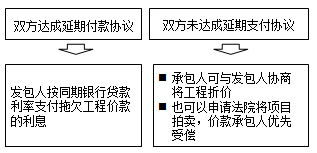 双方达成延期付款协议
双方未达成延期支付协议
发包人按同期银行贷款
利率支付拖欠工程价款
的利息
■ 承包人可与发包人协商
将工程折价
■ 也可以申请法院将项目
拍卖，价款承包人优先
受偿